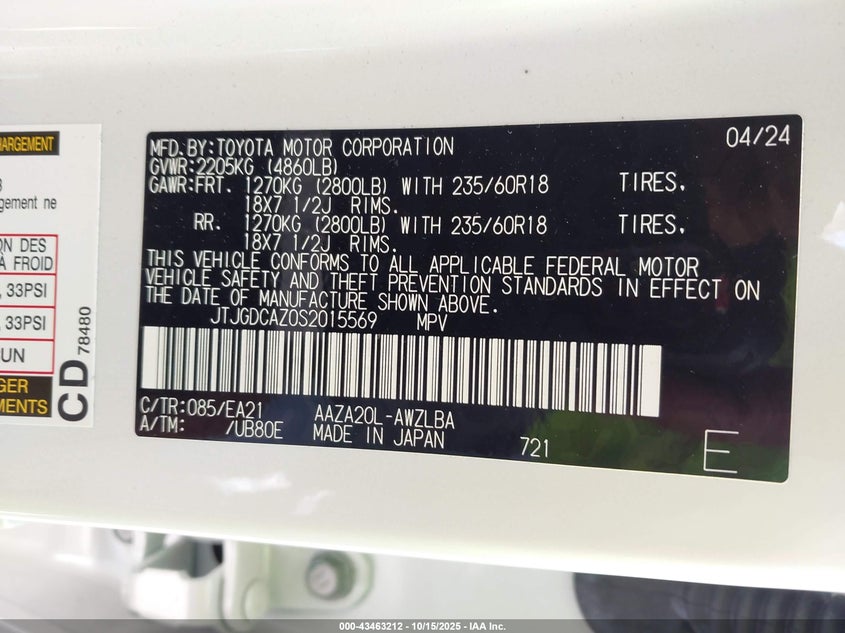 HARGEMENT
gement ne
ON DES
À FROID
, 33PSI
, 33PSI
CUN
GER
MENTS
CD 78480
MFD.BY:TOYOTA MOTOR CORPORATION 04/24
GVWR:2205KG (4860LB)
GAWR:FRT. 1270KG (2800LB) WITH 235/60R18 TIRES.
18X7 1/2J RIMS.
RR. 1270KG (2800LB) WITH 235/60R18 TIRES.
18X7 1/2J RIMS.
THIS VEHICLE CONFORMS TO ALL APPLICABLE FEDERAL MOTOR
VEHICLE SAFETY AND THEFT PREVENTION STANDARDS IN EFFECT ON
THE DATE OF MANUFACTURE SHOWN ABOVE.
JTJGDCAZ0S2015569 MPV
C/TR:085/EA21 AAZA20L-AWZLBA
A/TM: /UB80E MADE IN JAPAN 721 E
000-43463212 - 10/15/2025 - IAA Inc.